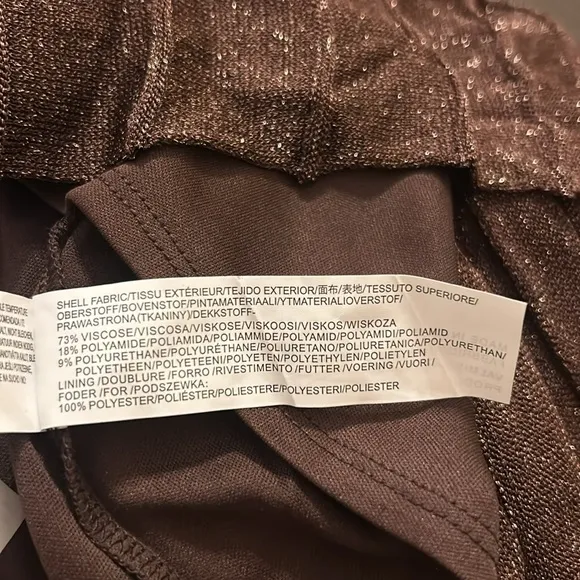 SHELL FABRIC/TISSU EXTÉRIEUR/TEJIDO EXTERIOR/面布/表地/TESSUTO SUPERIORE/
OBERSTOFF/BOVENSTOF/PINTAMATERIAALI/YTMATERIALOVERSTOF/
PRAWASTRONA(TKANINY)/DEKKSTOFF:
73% VISCOSE/VISCOSA/VISKOSE/VISKOOSI/VISKOS/WISKOZA
18% POLYAMIDE/POLIAMIDA/POLIAMMIDE/POLYAMID/POLYAMID/POLIAMID
9% POLYURETHANE/POLYURÉTHANE/POLIURETANO/POLIURETANICA/POLYURETHAN/
POLYETHEEN/POLYETEENI/POLYETEN/POLYETHYLEN/POLIETYLEN
LINING /DOUBLURE /FORRO /RIVESTIMENTO /FUTTER /VOERING /VUORI /
FODER /FOR /PODSZEWKA:
100% POLYESTER/POLIÉSTER/POLIESTERE/POLYESTERI/POLIESTER